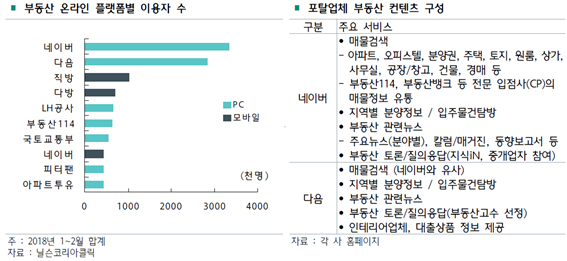 부동산 온라인 플랫폼별 이용자 수
네이버
다음
직방
다방
LH공사
부동산114
국토교통부
네이버
피터팬
아파트투유
PC
모바일
(천명)
0 1000 2000 3000 4000
주 : 2018년 1~2월 합계
자료 : 닐슨코리아클릭
포탈업체 부동산 컨텐츠 구성
구분 주요 서비스
네이버
• 매물검색
– 아파트, 오피스텔, 분양권, 주택, 토지, 원룸, 상가,
사무실, 공장/창고, 건물, 경매 등
– 부동산114, 부동산뱅크 등 전문 입점사(CP)의
매물정보 유통
• 지역별 분양정보 / 입주물건탐방
• 부동산 관련뉴스
– 주요뉴스(분야별), 칼럼/매거진, 동향보고서 등
• 부동산 토론/질의응답(지식iN, 중개업자 참여)
다음
• 매물검색 (네이버와 유사)
• 지역별 분양정보 / 입주물건탐방
• 부동산 관련뉴스
• 부동산 토론/질의응답(부동산고수 선정)
• 인테리어업체, 대출상품 정보 제공
자료 : 각 사 홈페이지